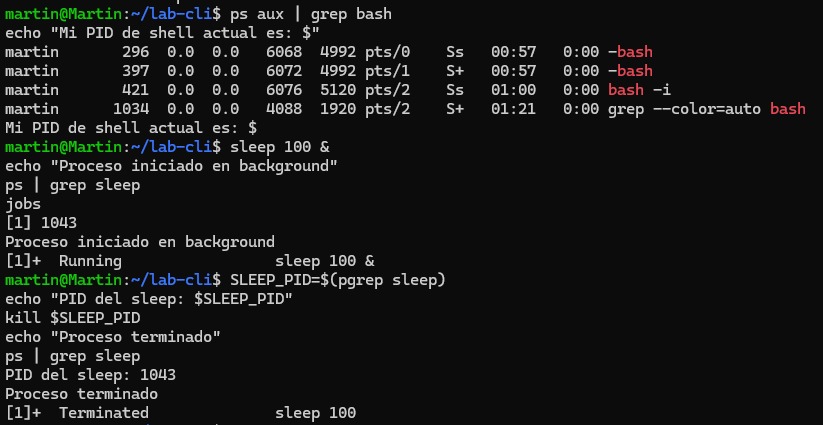 martin@Martin:~/lab-cli$ ps aux | grep bash
echo "Mi PID de shell actual es: $"
martin       296  0.0  0.0   6068  4992 pts/0    Ss   00:57   0:00 -bash
martin       397  0.0  0.0   6072  4992 pts/1    S+   00:57   0:00 -bash
martin       421  0.0  0.0   6076  5120 pts/2    Ss   01:00   0:00 bash -i
martin      1034  0.0  0.0   4088  1920 pts/2    S+   01:21   0:00 grep --color=auto bash
Mi PID de shell actual es: $
martin@Martin:~/lab-cli$ sleep 100 &
echo "Proceso iniciado en background"
ps | grep sleep
jobs
[1] 1043
Proceso iniciado en background
[1]+  Running                 sleep 100 &
martin@Martin:~/lab-cli$ SLEEP_PID=$(pgrep sleep)
echo "PID del sleep: $SLEEP_PID"
kill $SLEEP_PID
echo "Proceso terminado"
ps | grep sleep
PID del sleep: 1043
Proceso terminado
[1]+  Terminated              sleep 100